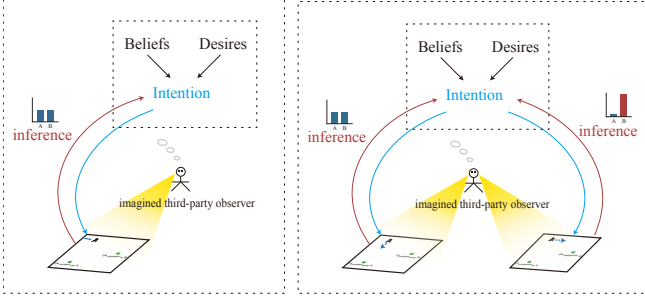 Beliefs
Desires
Intention
A B
inference
imagined third-party observer
Beliefs
Desires
Intention
A B
inference
A B
inference
imagined third-party observer